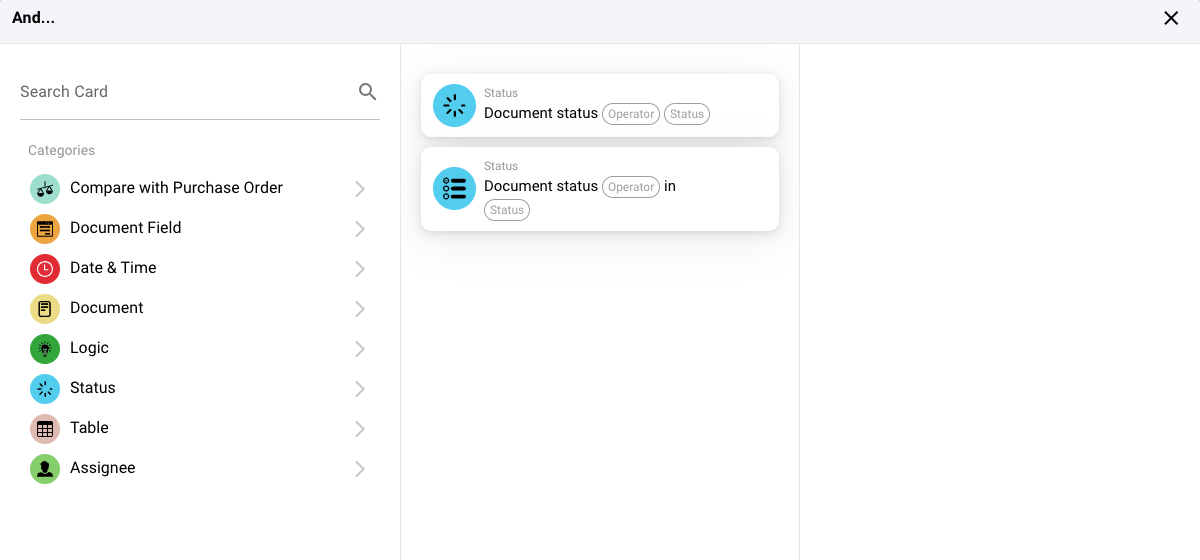 And...
Search Card
Categories
Compare with Purchase Order
Document Field
Date & Time
Document
Logic
Status
Table
Assignee
Status
Document status Operator Status
Status
Document status Operator in
Status